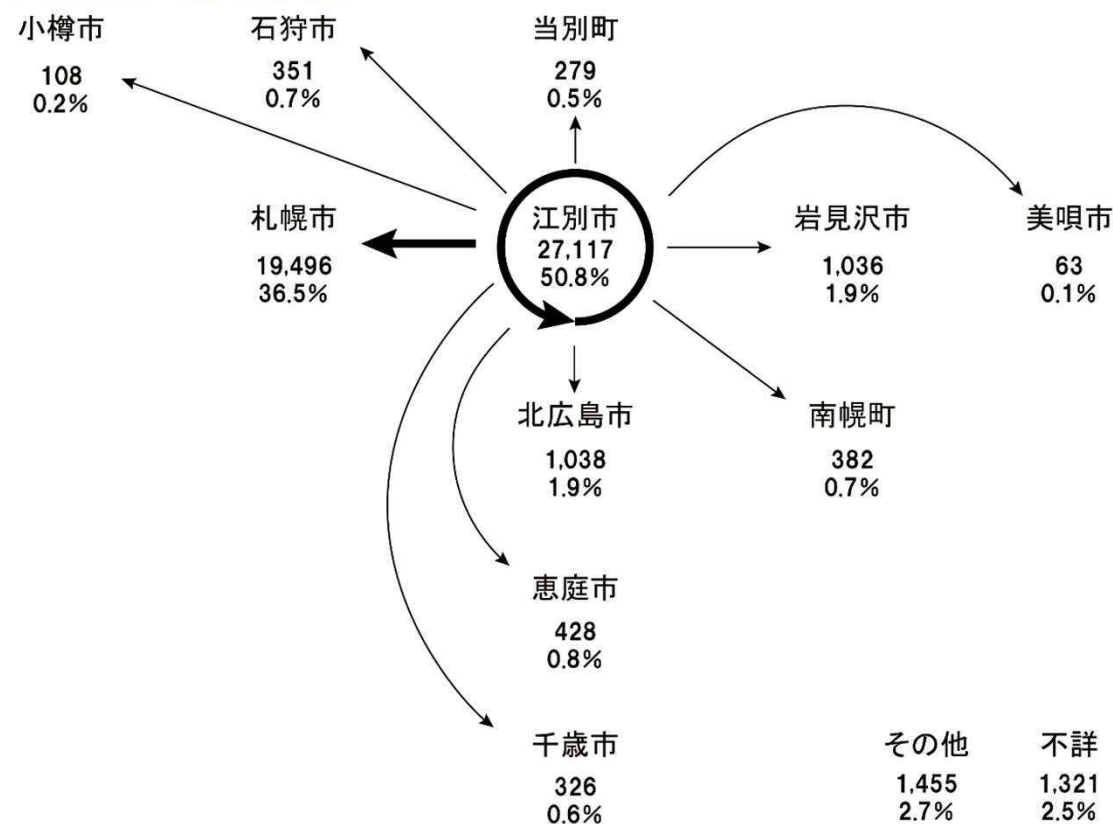 小樽市
108
0.2%
石狩市
351
0.7%
当別町
279
0.5%
札幌市
19,496
36.5%
江別市
27,117
50.8%
岩見沢市
1,036
1.9%
美唄市
63
0.1%
北広島市
1,038
1.9%
南幌町
382
0.7%
恵庭市
428
0.8%
千歳市
326
0.6%
その他
1,455
2.7%
不詳
1,321
2.5%